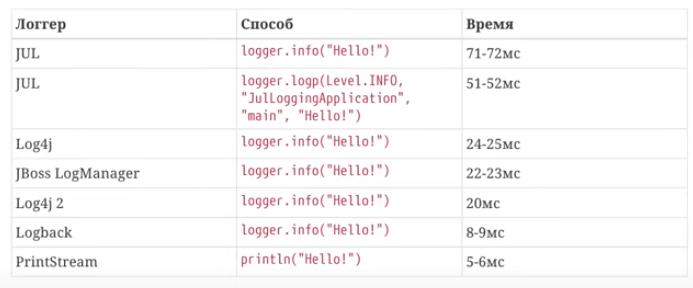 Логгер Способ Время
JUL logger.info("Hello!") 71-72мс
JUL logger.logp(Level.INFO, 51-52мс
"JulLoggingApplication",
"main", "Hello!")
Log4j logger.info("Hello!") 24-25мс
JBoss LogManager logger.info("Hello!") 22-23мс
Log4j 2 logger.info("Hello!") 20мс
Logback logger.info("Hello!") 8-9мс
PrintStream println("Hello!") 5-6мс